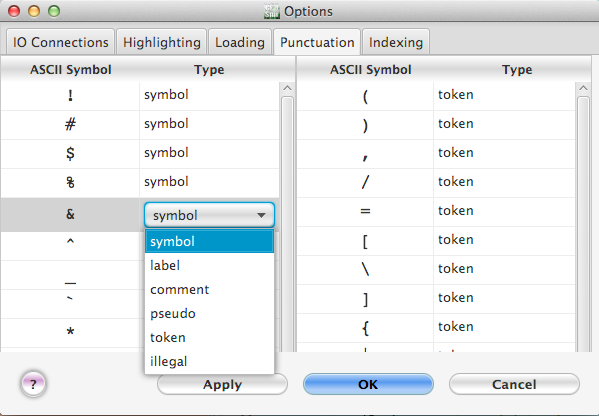 Options
IO Connections Highlighting Loading Punctuation Indexing
ASCII Symbol Type ASCII Symbol Type
! symbol ( token
# symbol ) token
$ symbol , token
% symbol / token
& symbol = token
^ [ token
_ \ token
` ] token
* { token
symbol
label
comment
pseudo
token
illegal
? Apply OK Cancel